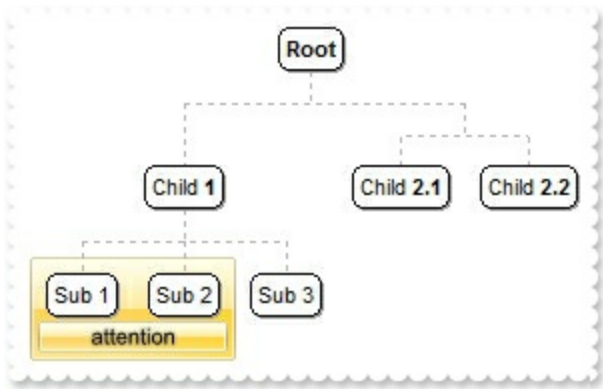 Root
Child 1
Child 2.1
Child 2.2
Sub 1
Sub 2
Sub 3
attention